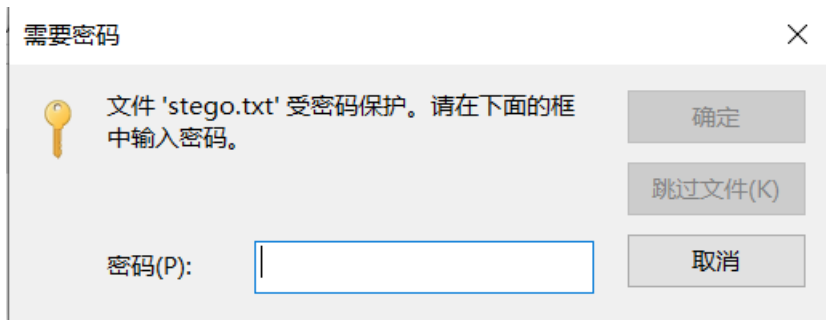 需要密码
文件 'stego.txt' 受密码保护。请在下面的框
中输入密码。
确定
跳过文件(K)
密码(P):
取消